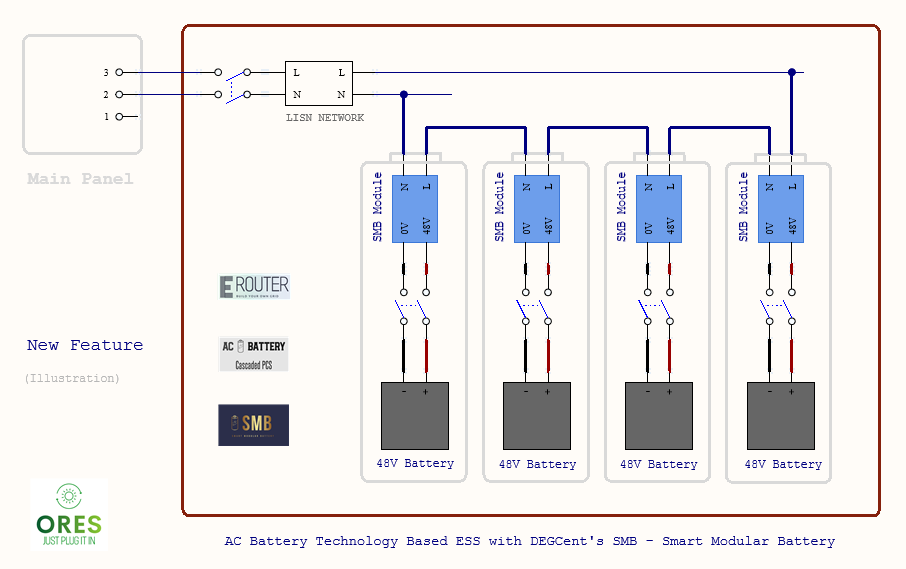 3
2
1
L L
N N
LISN NETWORK
Main Panel
SMB Module
N L
0V 48V
SMB Module
N L
0V 48V
SMB Module
N L
0V 48V
SMB Module
N L
0V 48V
E ROUTER
BUILD YOUR OWN GRID
New Feature
(Illustration)
AC BATTERY
Cascaded PCS
SMB
SMART MODULAR BATTERY
- +
- +
- +
- +
48V Battery
48V Battery
48V Battery
48V Battery
ORES
JUST PLUG IT IN
AC Battery Technology Based ESS with DEGCent's SMB - Smart Modular Battery